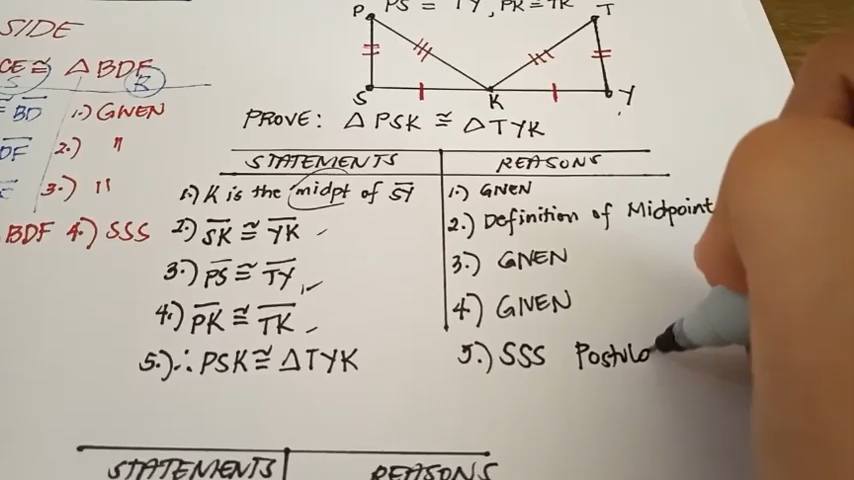 PS ≅ TY, PK ≅ TK
P
T
S
K
Y
PROVE: △ PSK ≅ △ TYK
STATEMENTS REASONS
1.) K is the midpt of SY 1.) GIVEN
2.) SK ≅ YK 2.) Definition of Midpoint
3.) PS ≅ TY 3.) GIVEN
4.) PK ≅ TK 4.) GIVEN
5.) ∴ PSK ≅ △TYK 5.) SSS Postula
STATEMENTS REASONS
SIDE
CE ≅ △ BDF
BD 1.) GIVEN
DF 2.) "
3.) "
BDF 4.) SSS